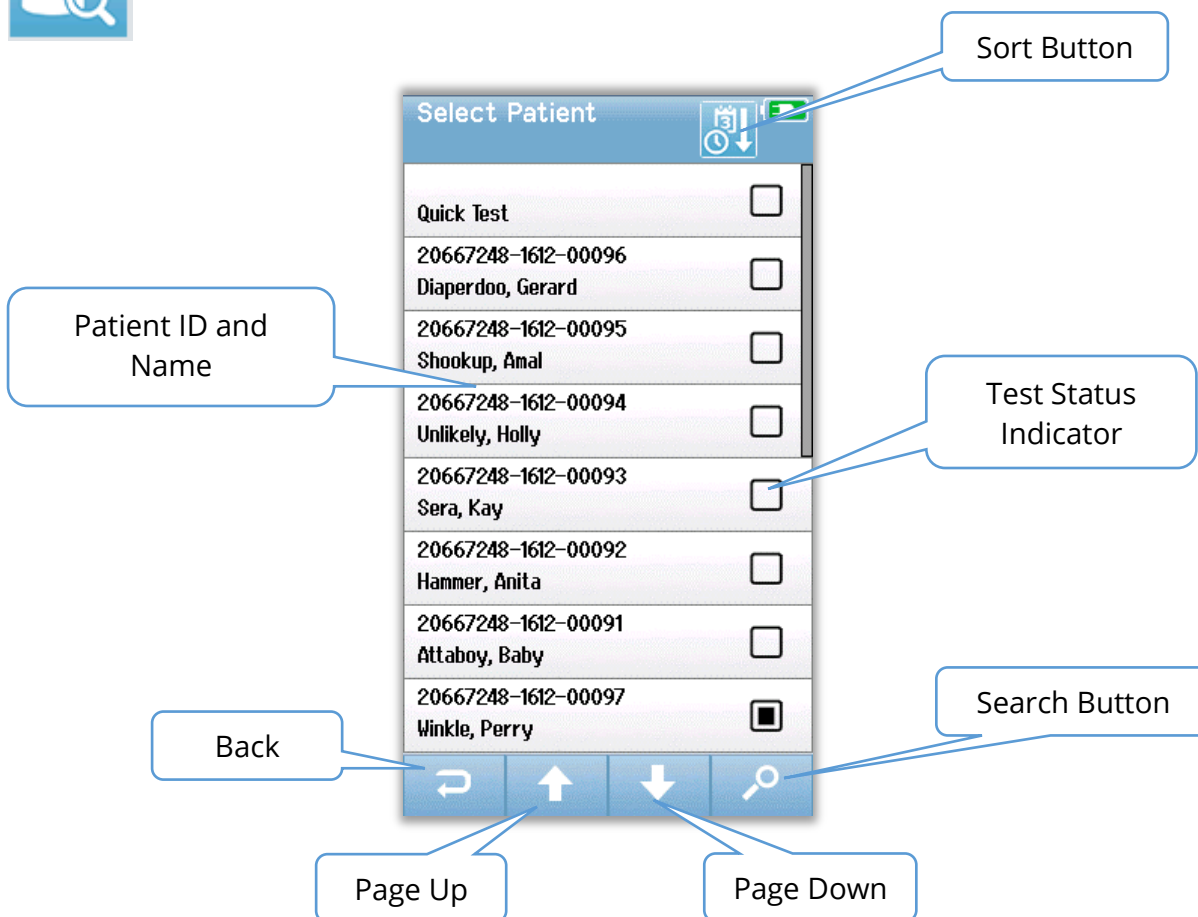 Sort Button
Select Patient
3
Quick Test
20667248-1612-00096
Diaperdoo, Gerard
20667248-1612-00095
Shookup, Amal
Patient ID and
Name
20667248-1612-00094
Unlikely, Holly
Test Status
Indicator
20667248-1612-00093
Sera, Kay
20667248-1612-00092
Hammer, Anita
20667248-1612-00091
Attaboy, Baby
20667248-1612-00097
Winkle, Perry
Search Button
Back
Page Up
Page Down